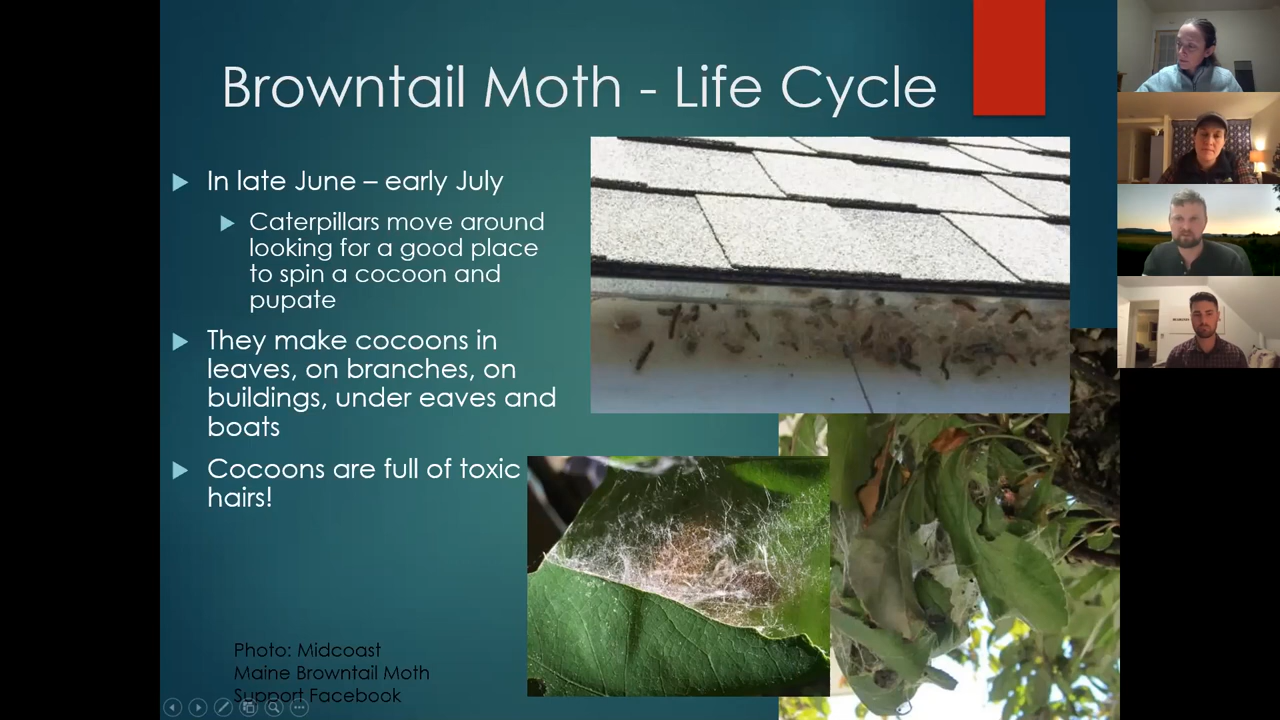 Browntail Moth - Life Cycle
In late June – early July
Caterpillars move around
looking for a good place
to spin a cocoon and
pupate
They make cocoons in
leaves, on branches, on
buildings, under eaves and
boats
Cocoons are full of toxic
hairs!
Photo: Midcoast
Maine Browntail Moth
Support Facebook